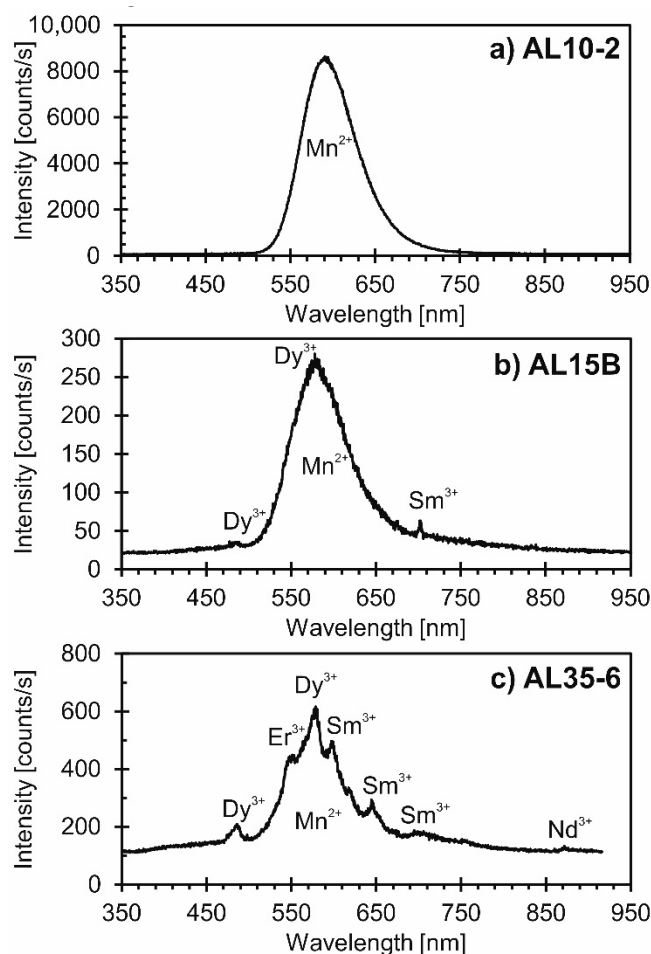 10,000
a) AL10-2
8000
6000
4000
2000
0
Mn2+
Intensity [counts/s]
350 450 550 650 750 850 950
Wavelength [nm]
300
b) AL15B
250
200
150
100
50
0
Dy3+
Mn2+
Dy3+
Sm3+
Intensity [counts/s]
350 450 550 650 750 850 950
Wavelength [nm]
800
c) AL35-6
600
400
200
0
Dy3+
Er3+
Sm3+
Dy3+
Mn2+
Sm3+
Sm3+
Nd3+
Intensity [counts/s]
350 450 550 650 750 850 950
Wavelength [nm]